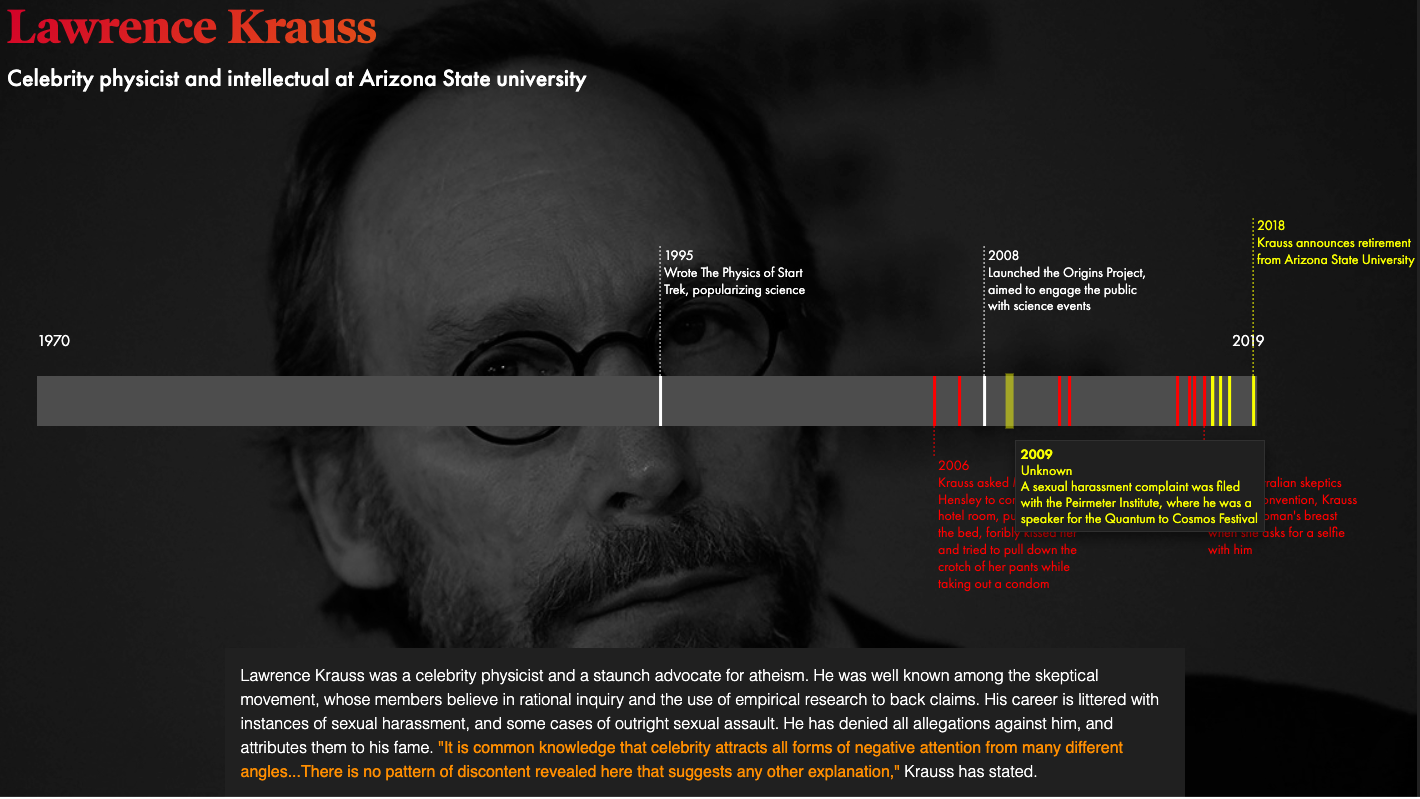 Lawrence Krauss
Celebrity physicist and intellectual at Arizona State university
2018
Krauss announces retirement
from Arizona State University
1995
Wrote The Physics of Start
Trek, popularizing science
2008
Launched the Origins Project,
aimed to engage the public
with science events
1970
2019
2009
Unknown
A sexual harassment complaint was filed
with the Peirmeter Institute, where he was a
speaker for the Quantum to Cosmos Festival
2006
Krauss asked
Hensley to
hotel room,
the bed, foribly kissed her
and tried to pull down the
crotch of her pants while
taking out a condom
skeptics
Krauss
breast
when she asks for a selfie
with him
Lawrence Krauss was a celebrity physicist and a staunch advocate for atheism. He was well known among the skeptical
movement, whose members believe in rational inquiry and the use of empirical research to back claims. His career is littered with
instances of sexual harassment, and some cases of outright sexual assault. He has denied all allegations against him, and
attributes them to his fame. "It is common knowledge that celebrity attracts all forms of negative attention from many different
angles...There is no pattern of discontent revealed here that suggests any other explanation," Krauss has stated.